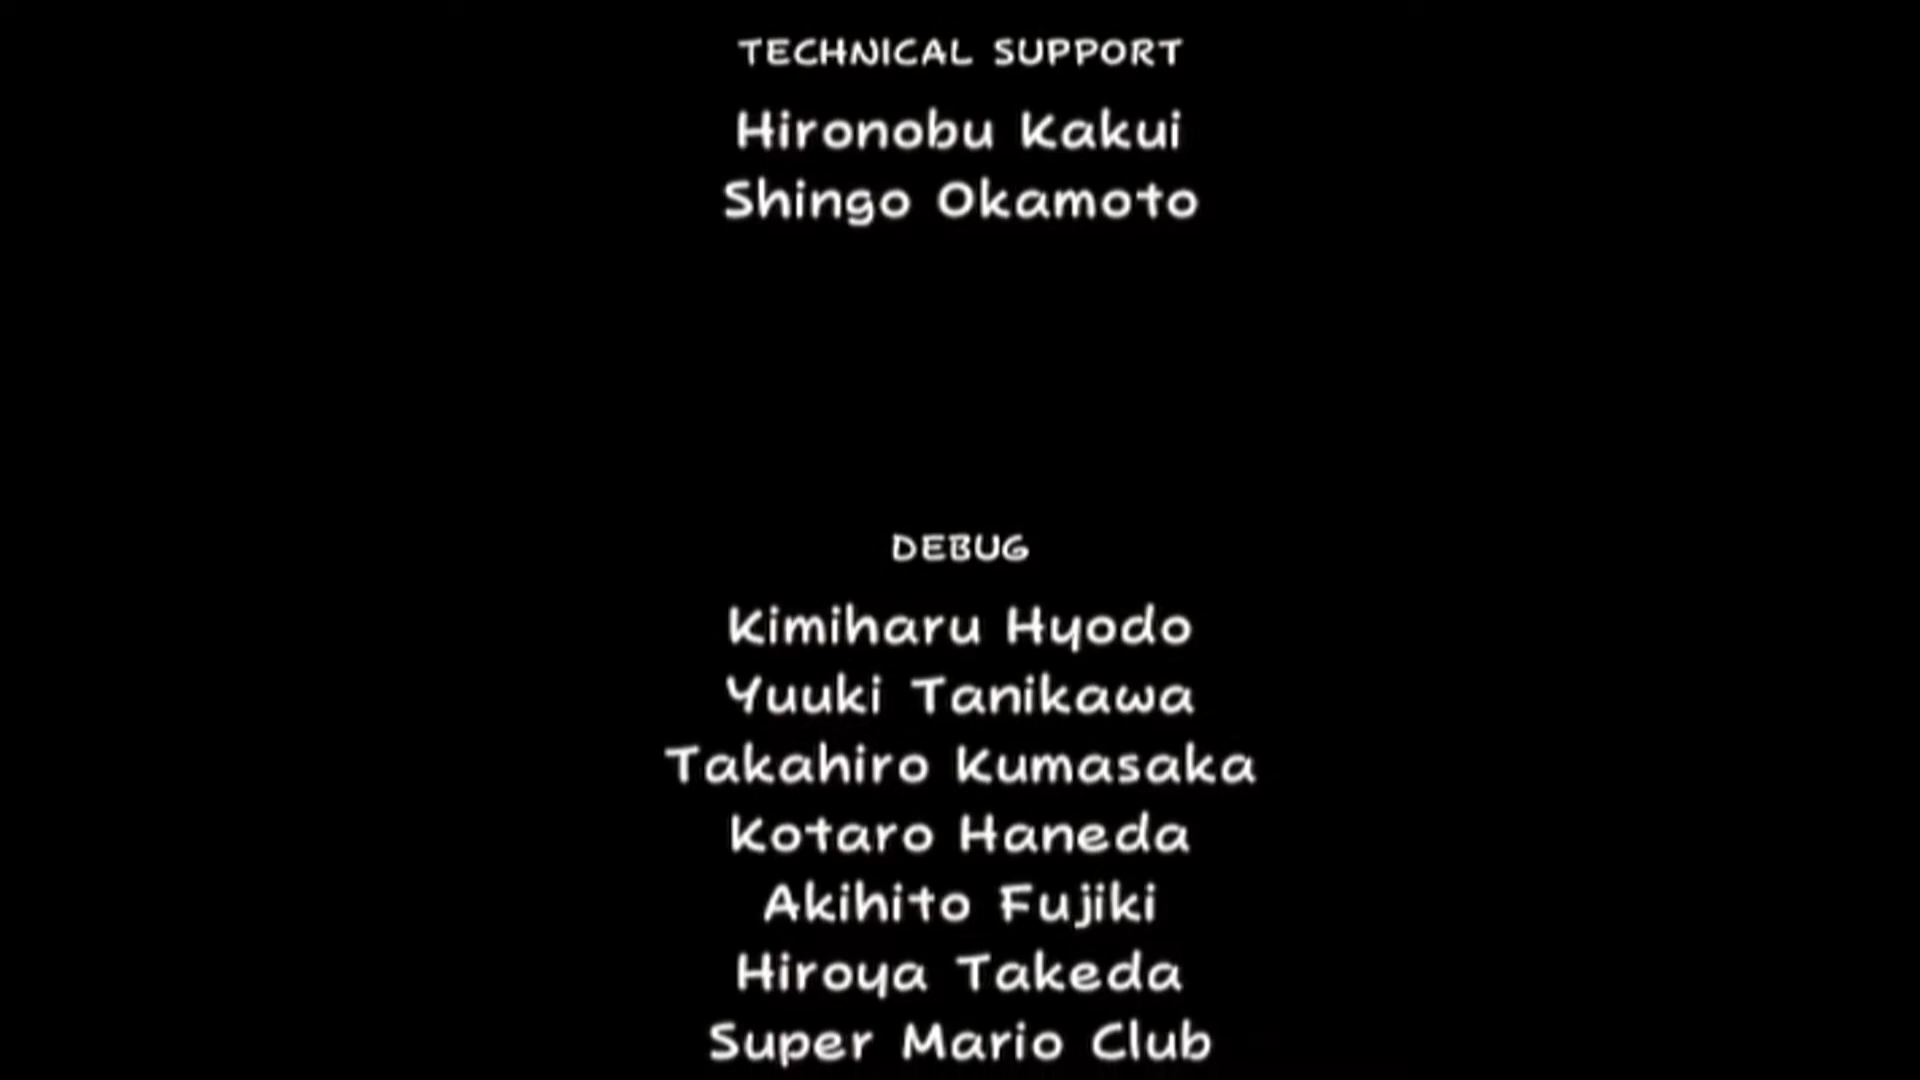 TECHNICAL SUPPORT
Hironobu Kakui
Shingo Okamoto
DEBUG
Kimiharu Hyodo
Yuuki Tanikawa
Takahiro Kumasaka
Kotaro Haneda
Akihito Fujiki
Hiroya Takeda
Super Mario Club